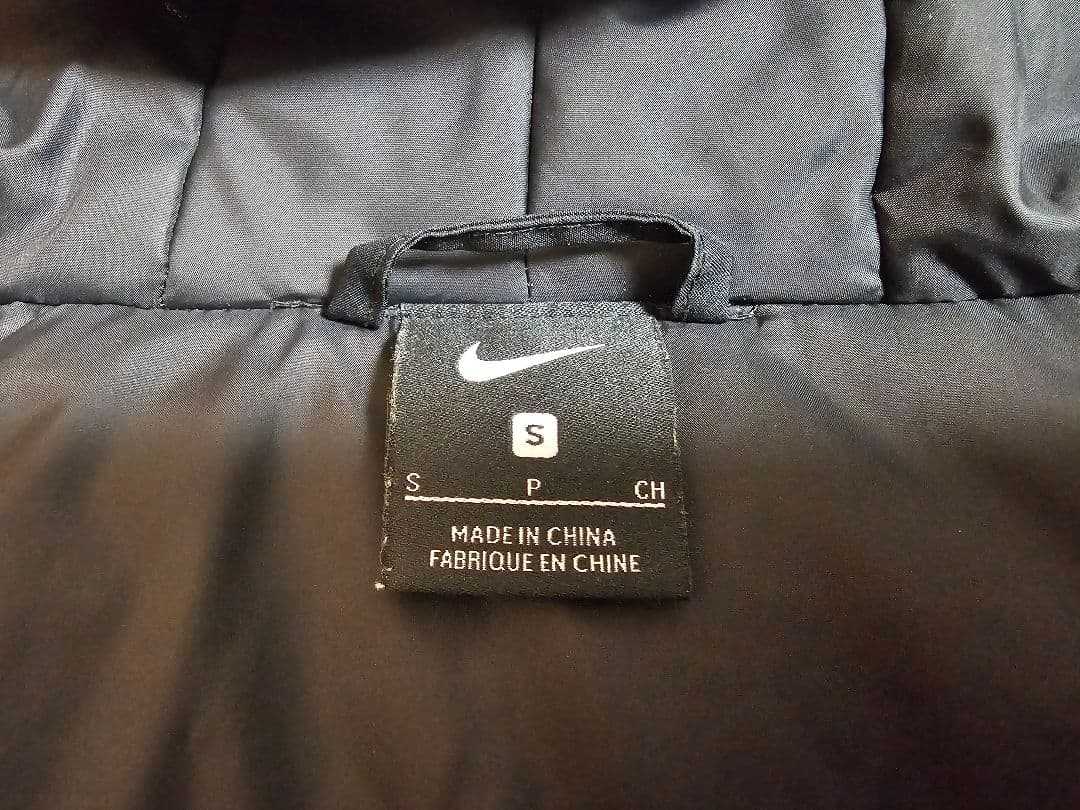 S
S P CH
MADE IN CHINA
FABRIQUE EN CHINE